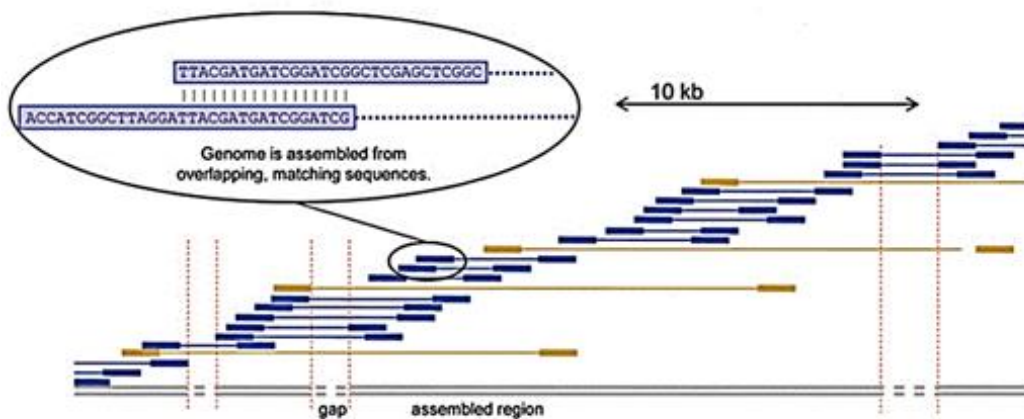 TTACGATGATCGGATCGGCTCGAGCTCGGC
ACCATCGGCTTAGGATTACGATGATCGGATCG
Genome is assembled from
overlapping, matching sequences.
10 kb
gap
assembled region